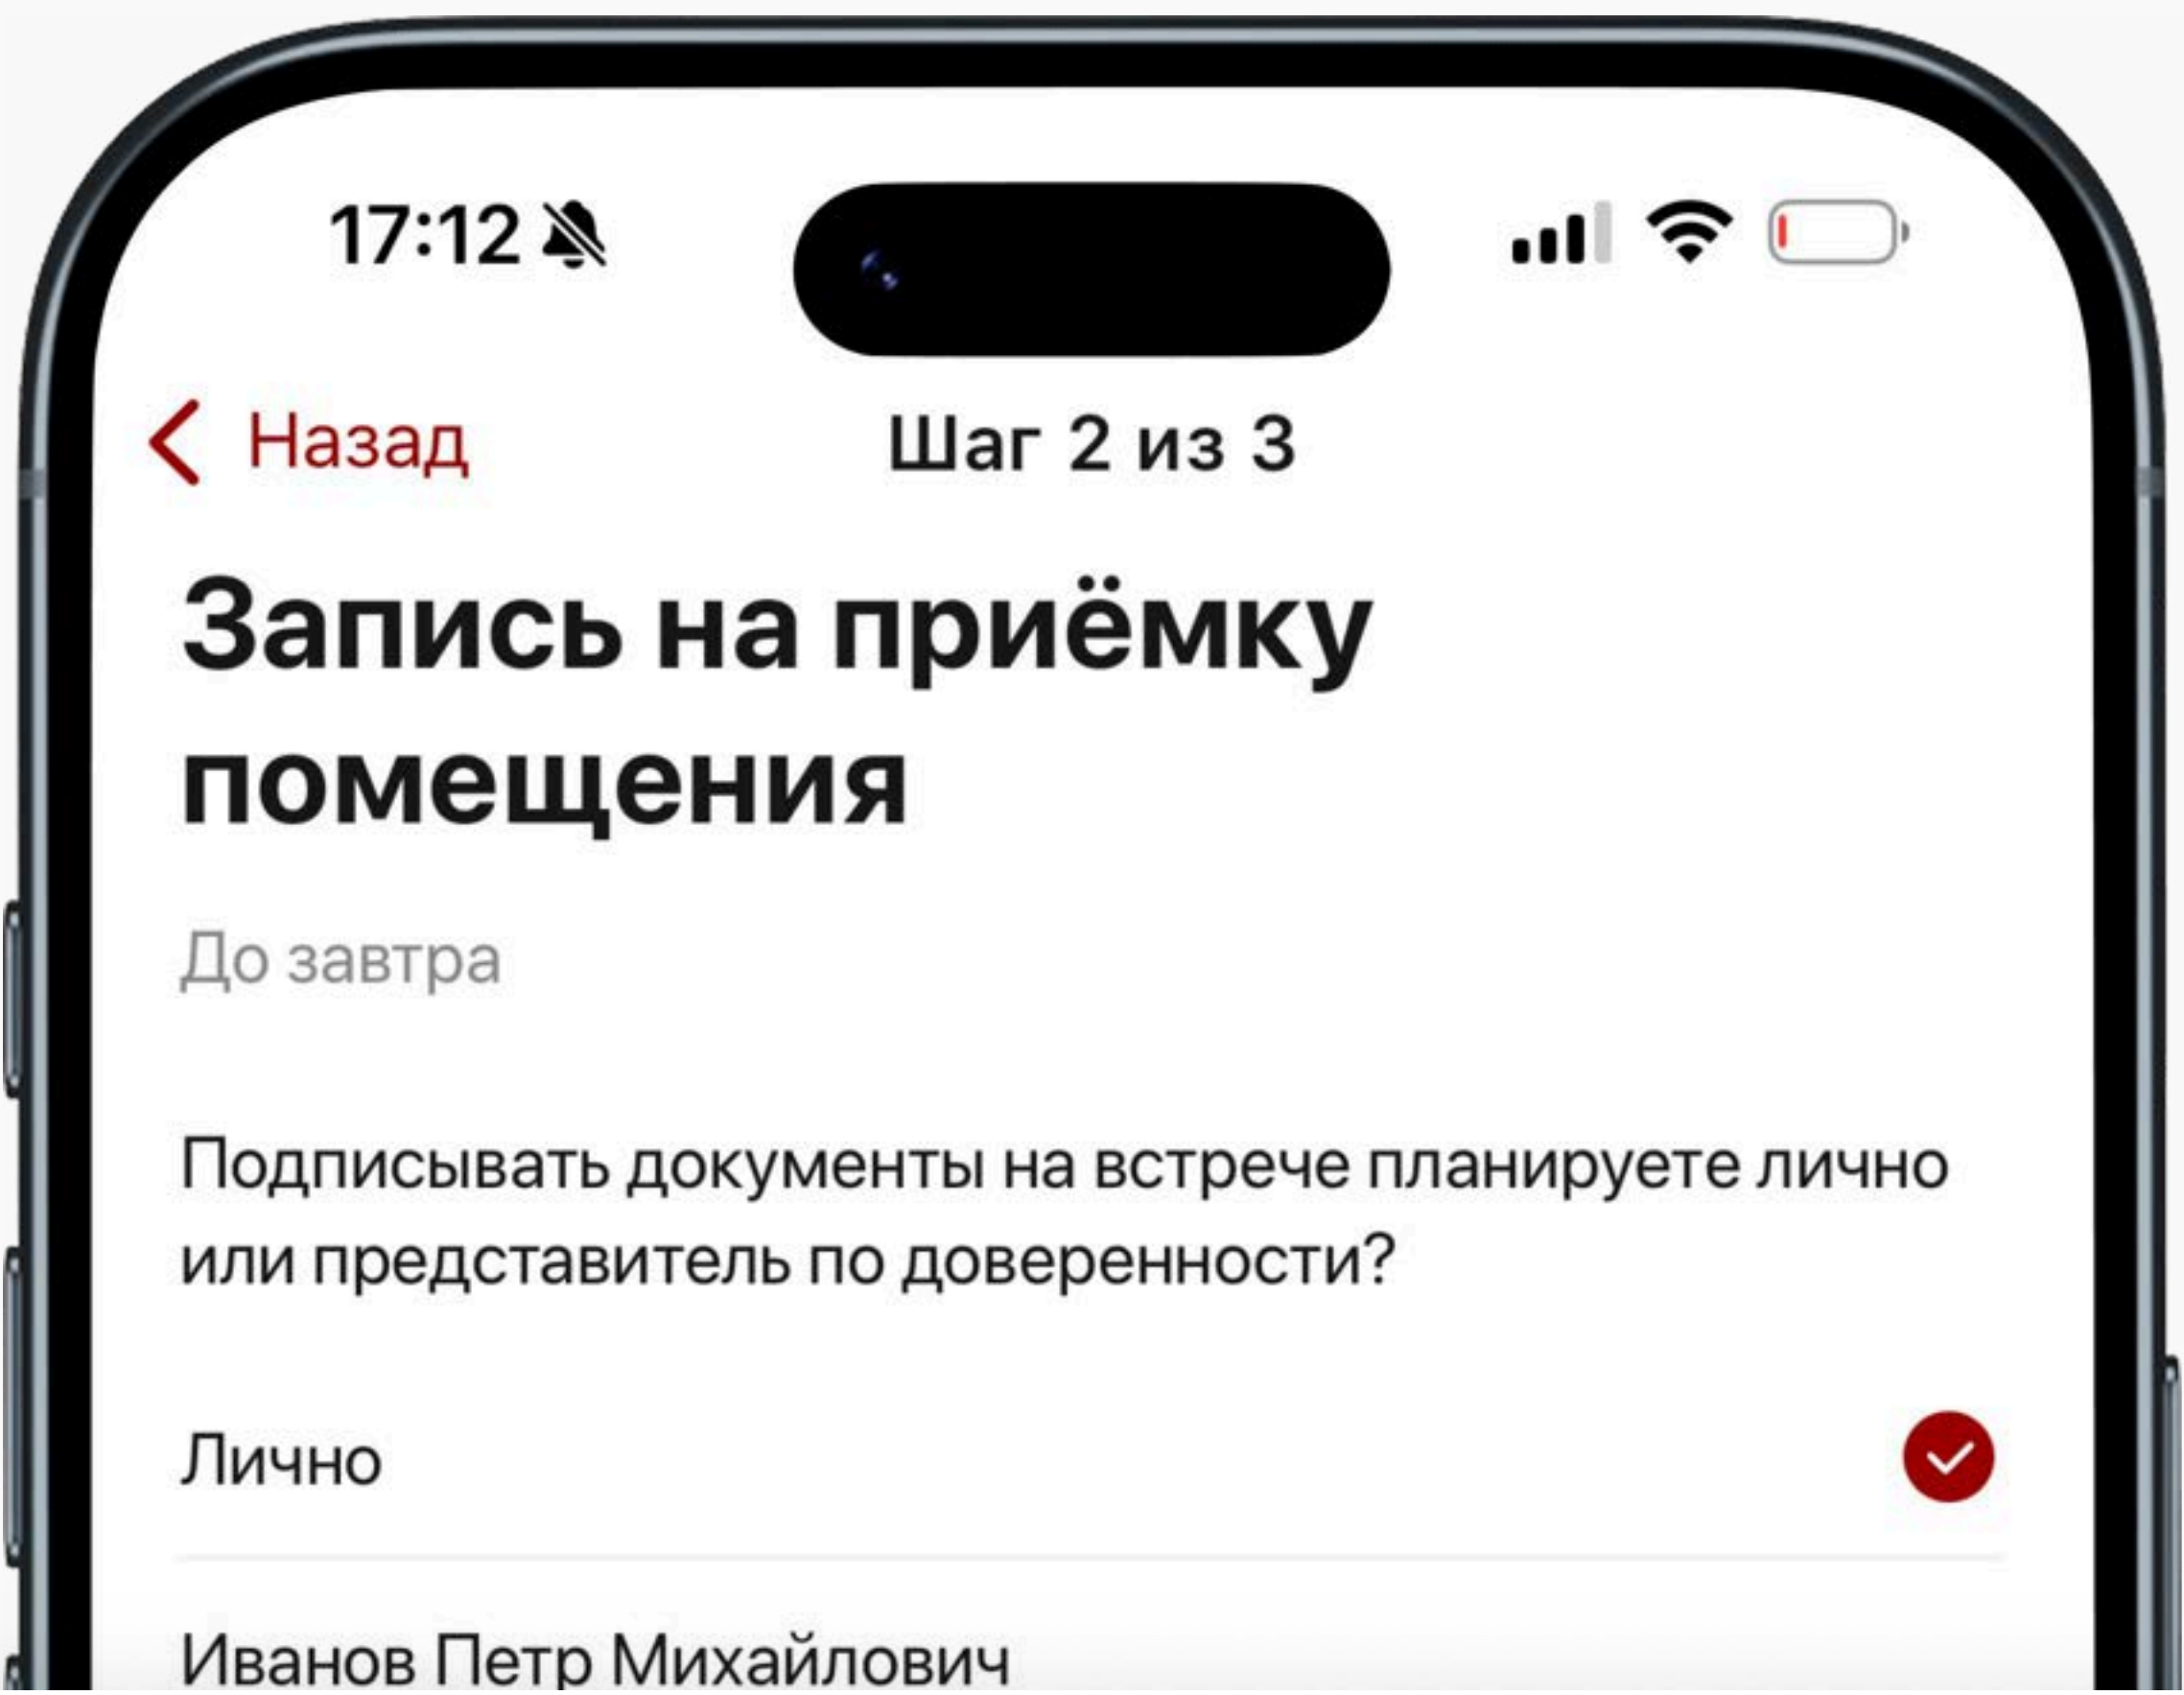 17:12
Назад
Шаг 2 из 3
Запись на приёмку
помещения
До завтра
Подписывать документы на встрече планируете лично
или представитель по доверенности?
Лично
Иванов Петр Михайлович